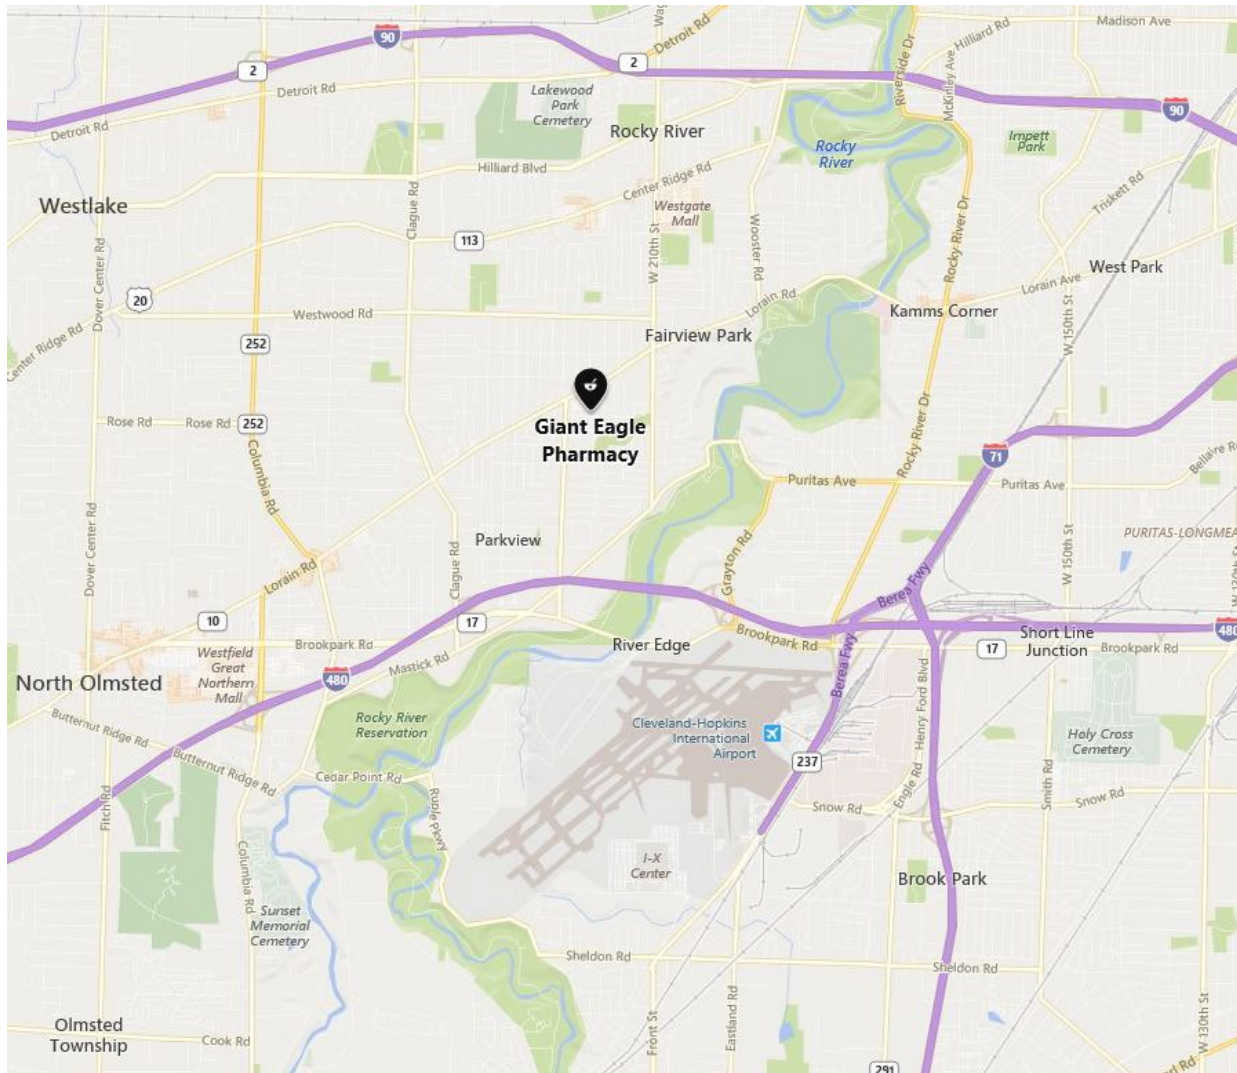 90
Madison Ave
Detroit Rd
Hilliard Rd
Riverside Dr
McKinley Ave
2
2
Detroit Rd
Lakewood
Park
Cemetery
90
Detroit Rd
Rocky River
Rocky
River
Impett
Park
Hilliard Blvd
Center Ridge Rd
Triskett Rd
Westlake
Clague Rd
Westgate
Mall
Rocky River Dr
113
W 210th St
Wooster Rd
West Park
Dover Center Rd
20
Lorain Ave
Lorain Rd
Westwood Rd
Kamms Corner
W 150th St
Center Ridge Rd
252
Fairview Park
Giant Eagle
Pharmacy
Rose Rd
Rose Rd
252
Rocky River Dr
71
Bellaire Rd
Columbia Rd
Puritas Ave
Puritas Ave
Dover Center Rd
Parkview
Grayton Rd
PURITAS-LONGMEA
W 150th St
Clague Rd
Lorain Rd
Berea Fwy
W 130th St
10
17
Brookpark Rd
River Edge
Brookpark Rd
Short Line
Junction
480
17
Brookpark Rd
Westfield
Great
Northern
Mall
North Olmsted
Mastick Rd
480
Berea Fwy
Henry Ford Blvd
Butternut Ridge Rd
Rocky River
Reservation
Cleveland-Hopkins
International
Airport
Holy Cross
Cemetery
Butternut Ridge Rd
Cedar Point Rd
237
Fitch Rd
Ruple Pkwy
Snow Rd
Engle Rd
Smith Rd
Snow Rd
Columbia Rd
I-X
Center
Brook Park
Sunset
Memorial
Cemetery
Sheldon Rd
Sheldon Rd
Olmsted
Township
Cook Rd
Front St
Eastland Rd
W 130th St
291